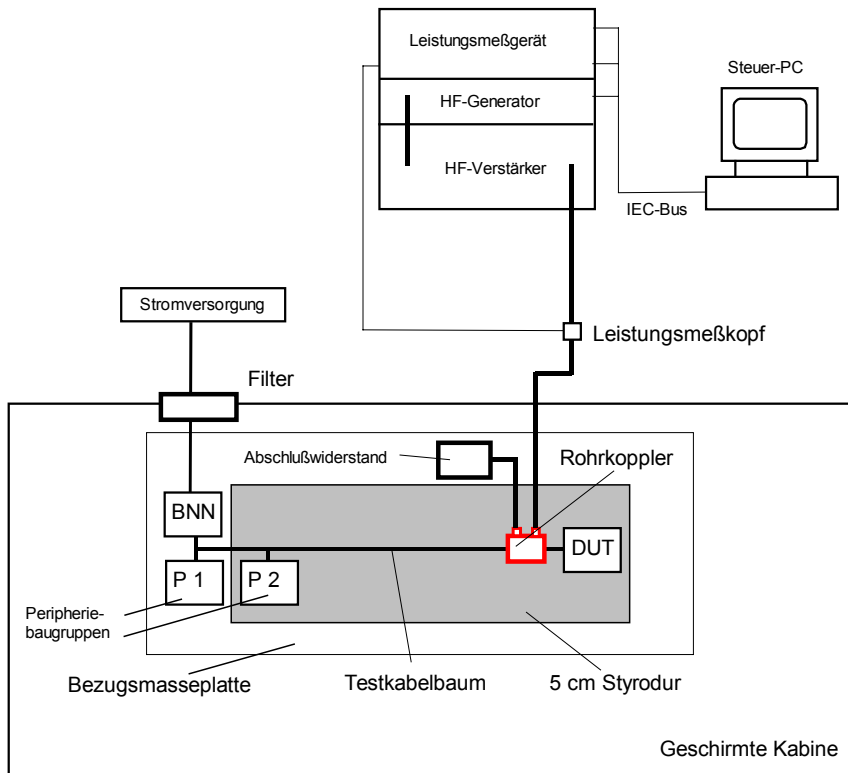 Leistungsmeßgerät
Steuer-PC
HF-Generator
HF-Verstärker
IEC-Bus
Stromversorgung
Leistungsmeßkopf
Filter
Abschlußwiderstand
Rohrkoppler
BNN
DUT
P 1
P 2
Peripherie-
baugruppen
Bezugsmasseplatte
Testkabelbaum
5 cm Styrodur
Geschirmte Kabine